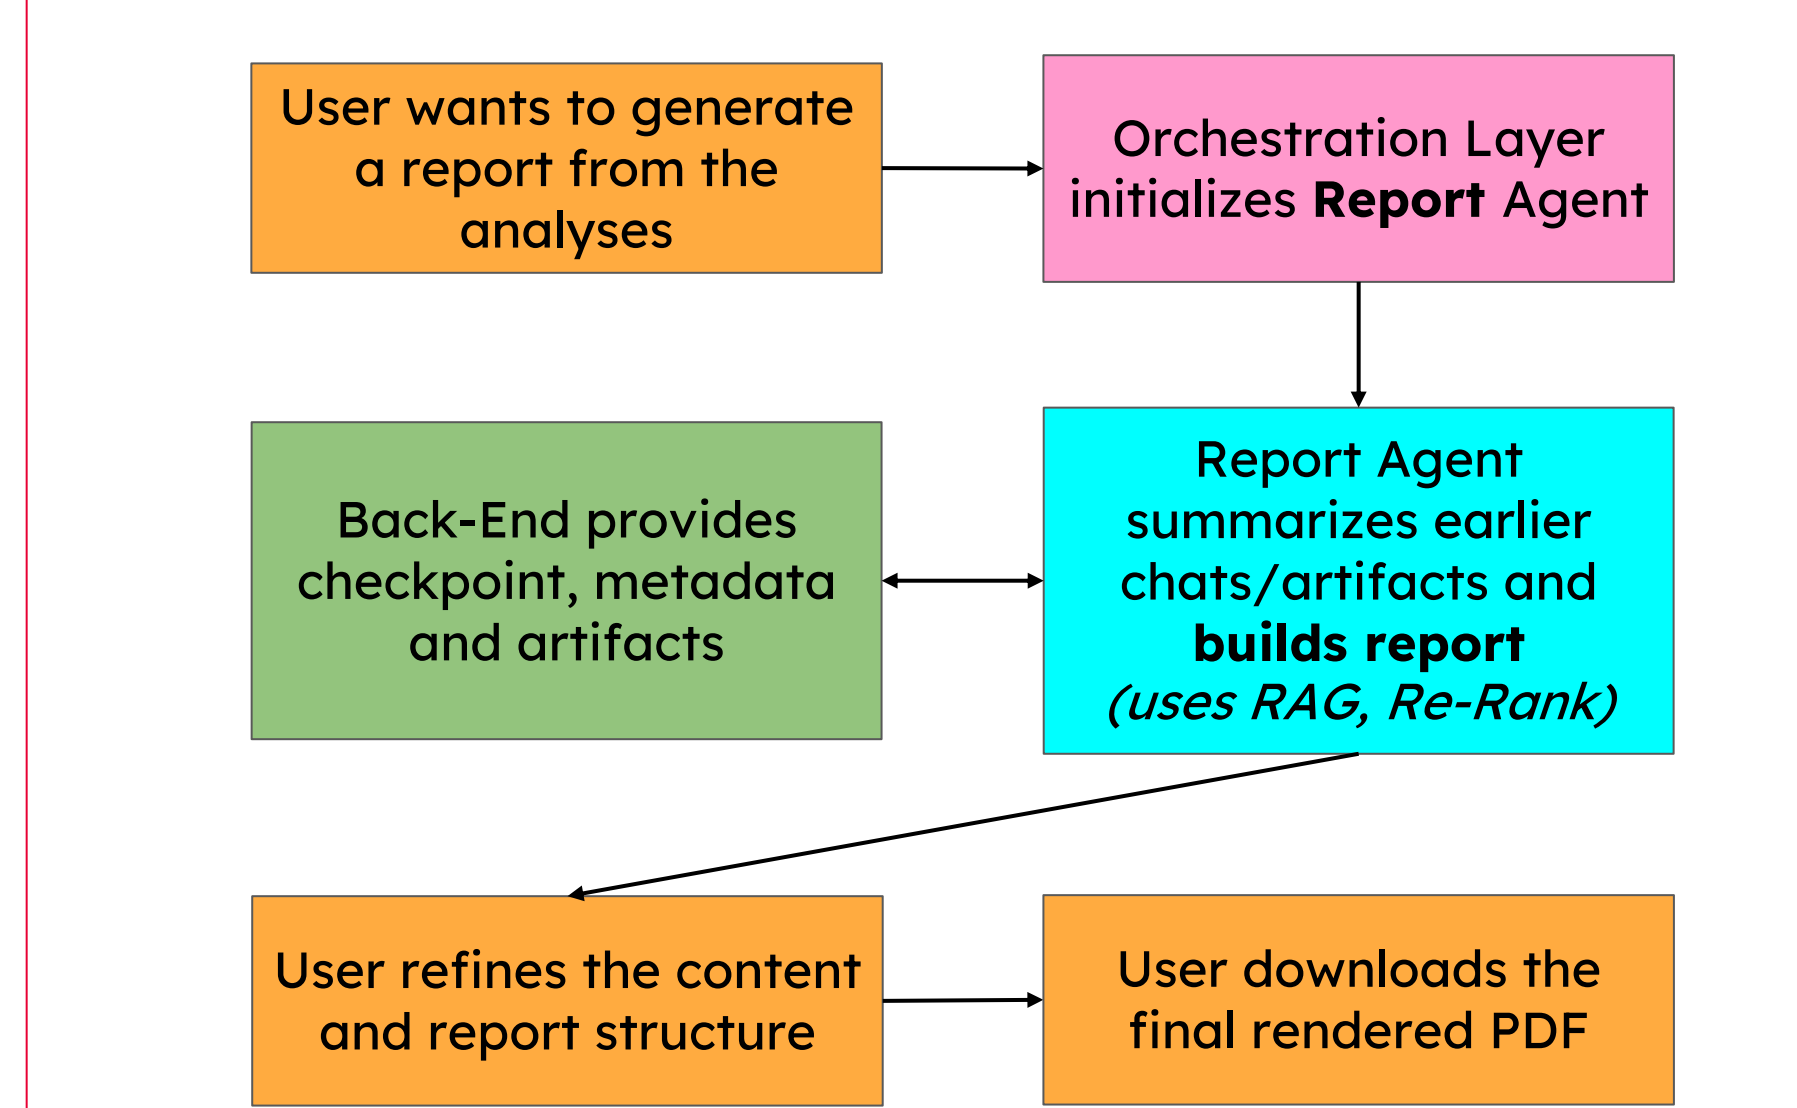 User wants to generate
a report from the
analyses
Orchestration Layer
initializes Report Agent
Back-End provides
checkpoint, metadata
and artifacts
Report Agent
summarizes earlier
chats/artifacts and
builds report
(uses RAG, Re-Rank)
User refines the content
and report structure
User downloads the
final rendered PDF